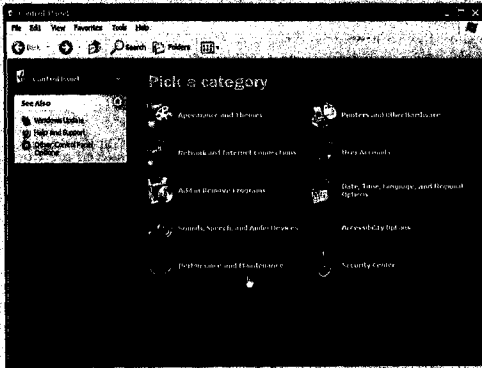 Control Panel
File Edit View Favorites Tools Help
Back Search Folders
Control Panel
Pick a category
See Also
Windows Update
Help and Support
Other Control Panel
Options
Appearance and Themes
Printers and Other Hardware
Network and Internet Connections
User Accounts
Add or Remove Programs
Date, Time, Language, and Regional
Options
Sounds, Speech, and Audio Devices
Accessibility Options
Performance and Maintenance
Security Center